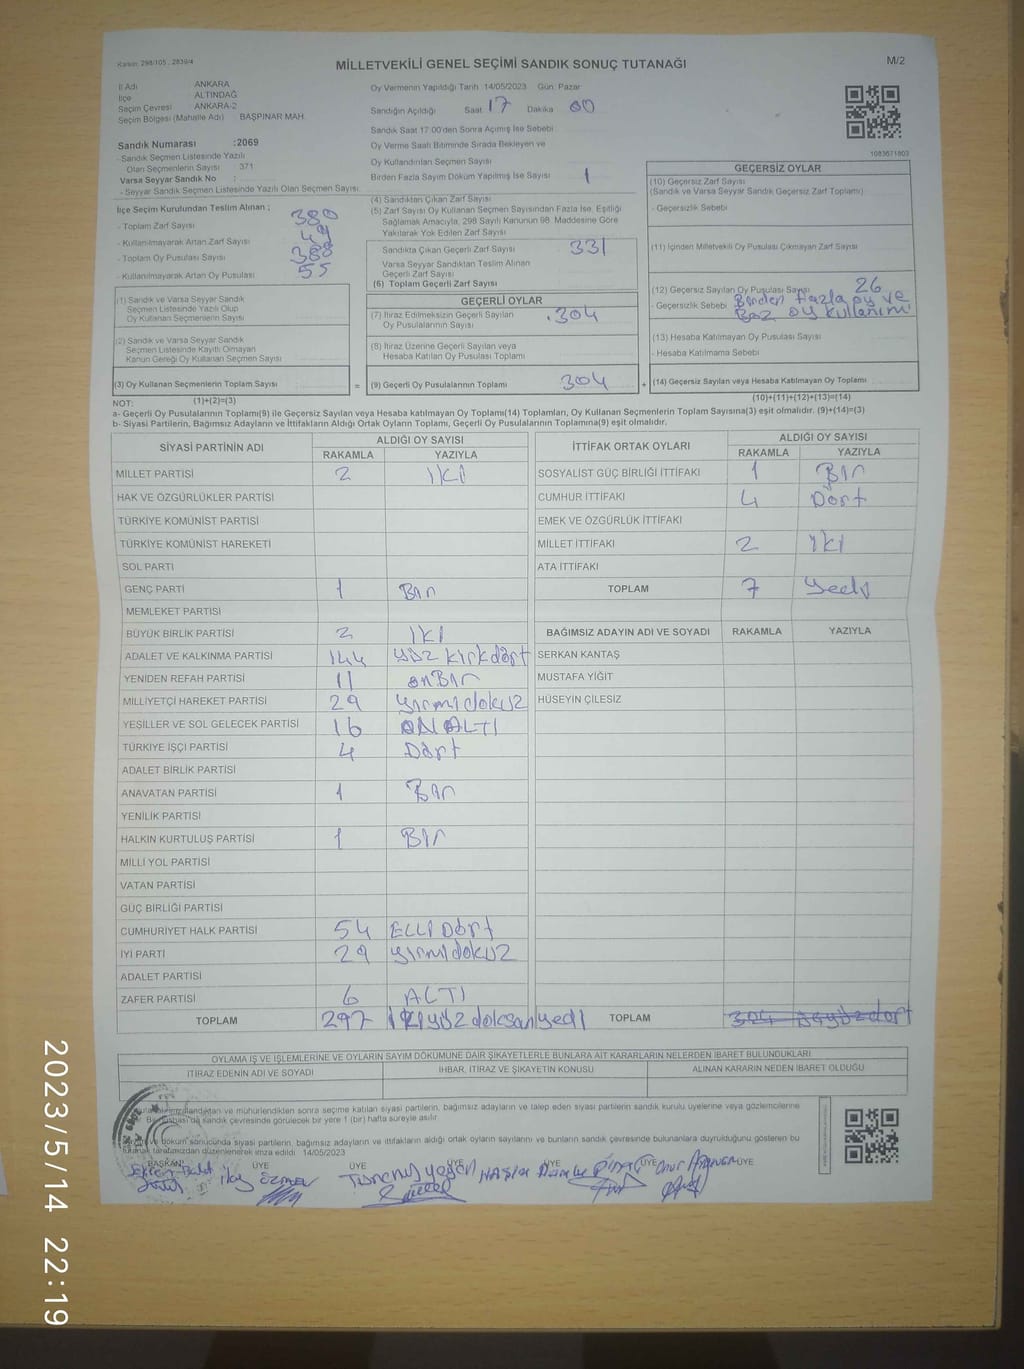 Kanun: 298/105 , 2839/4
MİLLETVEKİLİ GENEL SEÇİMİ SANDIK SONUÇ TUTANAĞI
M/2
İl Adı ANKARA
İlçe ALTINDAĞ
Seçim Çevresi ANKARA-2
Seçim Bölgesi (Mahalle Adı) BAŞPINAR MAH.
Sandık Numarası :2069
- Sandık Seçmen Listesinde Yazılı
Olan Seçmenlerin Sayısı : 371
Varsa Seyyar Sandık No :
- Seyyar Sandık Seçmen Listesinde Yazılı Olan Seçmen Sayısı:
Oy Vermenin Yapıldığı Tarih 14/05/2023 Gün: Pazar
Sandığın Açıldığı Saat 17 Dakika 00
Sandık Saat 17:00'den Sonra Açılmış İse Sebebi
Oy Verme Saati Bitiminde Sırada Bekleyen ve
Oy Kullandırılan Seçmen Sayısı
Birden Fazla Sayım Döküm Yapılmış İse Sayısı 1
1083671803
İlçe Seçim Kurulundan Teslim Alınan ;
- Toplam Zarf Sayısı 380
- Kullanılmayarak Artan Zarf Sayısı 49
- Toplam Oy Pusulası Sayısı 388
- Kullanılmayarak Artan Oy Pusulası 55
(1) Sandık ve Varsa Seyyar Sandık
Seçmen Listesinde Yazılı Olup
Oy Kullanan Seçmenlerin Sayısı
(2) Sandık ve Varsa Seyyar Sandık
Seçmen Listesinde Kayıtlı Olmayan
Kanun Gereği Oy Kullanan Seçmen Sayısı
(3) Oy Kullanan Seçmenlerin Toplam Sayısı
(4) Sandıktan Çıkan Zarf Sayısı
(5) Zarf Sayısı Oy Kullanan Seçmen Sayısından Fazla İse, Eşitliği
Sağlamak Amacıyla, 298 Sayılı Kanunun 98. Maddesine Göre
Yakılarak Yok Edilen Zarf Sayısı
Sandıkta Çıkan Geçerli Zarf Sayısı 331
Varsa Seyyar Sandıktan Teslim Alınan
Geçerli Zarf Sayısı
(6) Toplam Geçerli Zarf Sayısı
GEÇERLİ OYLAR
(7) İtiraz Edilmeksizin Geçerli Sayılan
Oy Pusulalarının Sayısı 304
(8) İtiraz Üzerine Geçerli Sayılan veya
Hesaba Katılan Oy Pusulası Toplamı
= (9) Geçerli Oy Pusulalarının Toplamı 304
GEÇERSİZ OYLAR
(10) Geçersiz Zarf Sayısı
(Sandık ve Varsa Seyyar Sandık Geçersiz Zarf Toplamı)
- Geçersizlik Sebebi
(11) İçinden Milletvekili Oy Pusulası Çıkmayan Zarf Sayısı
(12) Geçersiz Sayılan Oy Pusulası Sayısı 26
- Geçersizlik Sebebi Birden Fazla oy ve
Boz oy kullanımı
(13) Hesaba Katılmayan Oy Pusulası Sayısı
- Hesaba Katılmama Sebebi
+ (14) Geçersiz Sayılan veya Hesaba Katılmayan Oy Toplamı
NOT: (1)+(2)=(3)
(10)+(11)+(12)+(13)=(14)
a- Geçerli Oy Pusulalarının Toplamı(9) ile Geçersiz Sayılan veya Hesaba katılmayan Oy Toplamı(14) Toplamları, Oy Kullanan Seçmenlerin Toplam Sayısına(3) eşit olmalıdır. (9)+(14)=(3)
b- Siyasi Partilerin, Bağımsız Adayların ve İttifakların Aldığı Ortak Oyların Toplamı, Geçerli Oy Pusulalarının Toplamına(9) eşit olmalıdır.
SİYASİ PARTİNİN ADI ALDIĞI OY SAYISI
RAKAMLA YAZIYLA
MİLLET PARTİSİ 2 İKİ
HAK VE ÖZGÜRLÜKLER PARTİSİ
TÜRKİYE KOMÜNİST PARTİSİ
TÜRKİYE KOMÜNİST HAREKETİ
SOL PARTİ
GENÇ PARTİ 1 Bir
MEMLEKET PARTİSİ
BÜYÜK BİRLİK PARTİSİ 2 İKİ
ADALET VE KALKINMA PARTİSİ 144 yüz kırkdört
YENİDEN REFAH PARTİSİ 11 onBir
MİLLİYETÇİ HAREKET PARTİSİ 29 yirmidokuz
YEŞİLLER VE SOL GELECEK PARTİSİ 16 ONALTI
TÜRKİYE İŞÇİ PARTİSİ 4 Dört
ADALET BİRLİK PARTİSİ
ANAVATAN PARTİSİ 1 Bir
YENİLİK PARTİSİ
HALKIN KURTULUŞ PARTİSİ 1 Bir
MİLLİ YOL PARTİSİ
VATAN PARTİSİ
GÜÇ BİRLİĞİ PARTİSİ
CUMHURİYET HALK PARTİSİ 54 ELLİ Dört
İYİ PARTİ 29 yirmidokuz
ADALET PARTİSİ
ZAFER PARTİSİ 6 ALTI
TOPLAM 297 İkiyüz doksanyedi
İTTİFAK ORTAK OYLARI ALDIĞI OY SAYISI
RAKAMLA YAZIYLA
SOSYALİST GÜÇ BİRLİĞİ İTTİFAKI 1 Bir
CUMHUR İTTİFAKI 4 Dört
EMEK VE ÖZGÜRLÜK İTTİFAKI
MİLLET İTTİFAKI 2 İki
ATA İTTİFAKI
TOPLAM 7 yedi
BAĞIMSIZ ADAYIN ADI VE SOYADI RAKAMLA YAZIYLA
SERKAN KANTAŞ
MUSTAFA YİĞİT
HÜSEYİN ÇİLESİZ
TOPLAM 304
OYLAMA İŞ VE İŞLEMLERİNE VE OYLARIN SAYIM DÖKÜMÜNE DAİR ŞİKAYETLERLE BUNLARA AİT KARARLARIN NELERDEN İBARET BULUNDUKLARI
İTİRAZ EDENİN ADI VE SOYADI İHBAR, İTİRAZ VE ŞİKAYETİN KONUSU ALINAN KARARIN NEDEN İBARET OLDUĞU
mühürlendikten sonra seçime katılan siyasi partilerin, bağımsız adayların ve talep eden siyasi partilerin sandık kurulu üyelerine veya gözlemcilerine
sandık çevresinde görülecek bir yere 1 (bir) hafta süreyle asılır.
döküm sonucunda siyasi partilerin, bağımsız adayların ve ittifakların aldığı ortak oyların sayılarını ve bunların sandık çevresinde bulunanlara duyrulduğunu gösteren bu
tutanak tarafımızdan düzenlenerek imza edildi. 14/05/2023
BAŞKAN ÜYE ÜYE ÜYE ÜYE
2023/5/14 22:19